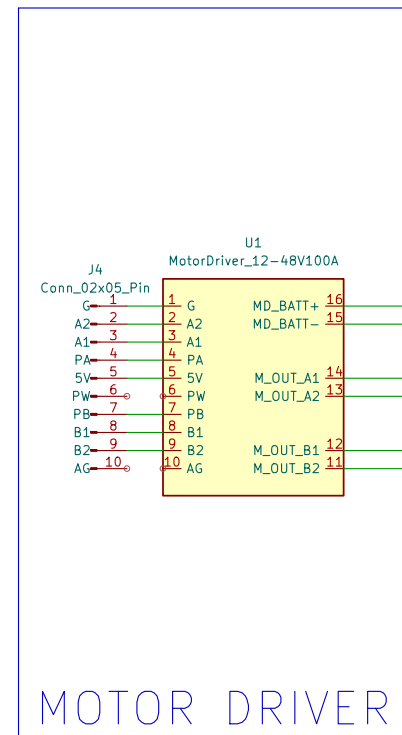 U1
MotorDriver_12-48V100A
J4
Conn_02x05_Pin
G 1 1 G MD_BATT+ 16
A2 2 2 A2 MD_BATT- 15
A1 3 3 A1
PA 4 4 PA
5V 5 5 5V M_OUT_A1 14
PW 6 6 PW M_OUT_A2 13
PB 7 7 PB
B1 8 8 B1
B2 9 9 B2 M_OUT_B1 12
AG 10 10 AG M_OUT_B2 11
MOTOR DRIVER